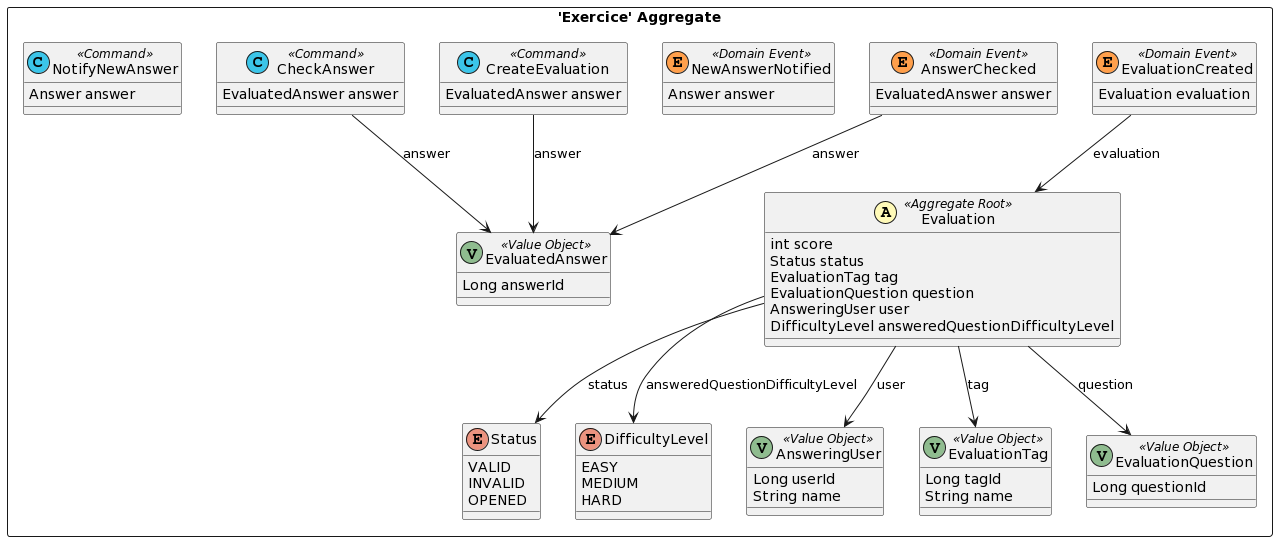 'Exercice' Aggregate
C
«Command»
NotifyNewAnswer
Answer answer
C
«Command»
CheckAnswer
EvaluatedAnswer answer
C
«Command»
CreateEvaluation
EvaluatedAnswer answer
E
«Domain Event»
NewAnswerNotified
Answer answer
E
«Domain Event»
AnswerChecked
EvaluatedAnswer answer
E
«Domain Event»
EvaluationCreated
Evaluation evaluation
answer
answer
answer
evaluation
V
«Value Object»
EvaluatedAnswer
Long answerId
A
«Aggregate Root»
Evaluation
int score
Status status
EvaluationTag tag
EvaluationQuestion question
AnsweringUser user
DifficultyLevel answeredQuestionDifficultyLevel
status
answeredQuestionDifficultyLevel
user
tag
question
E
Status
VALID
INVALID
OPENED
E
DifficultyLevel
EASY
MEDIUM
HARD
V
«Value Object»
AnsweringUser
Long userId
String name
V
«Value Object»
EvaluationTag
Long tagId
String name
V
«Value Object»
EvaluationQuestion
Long questionId